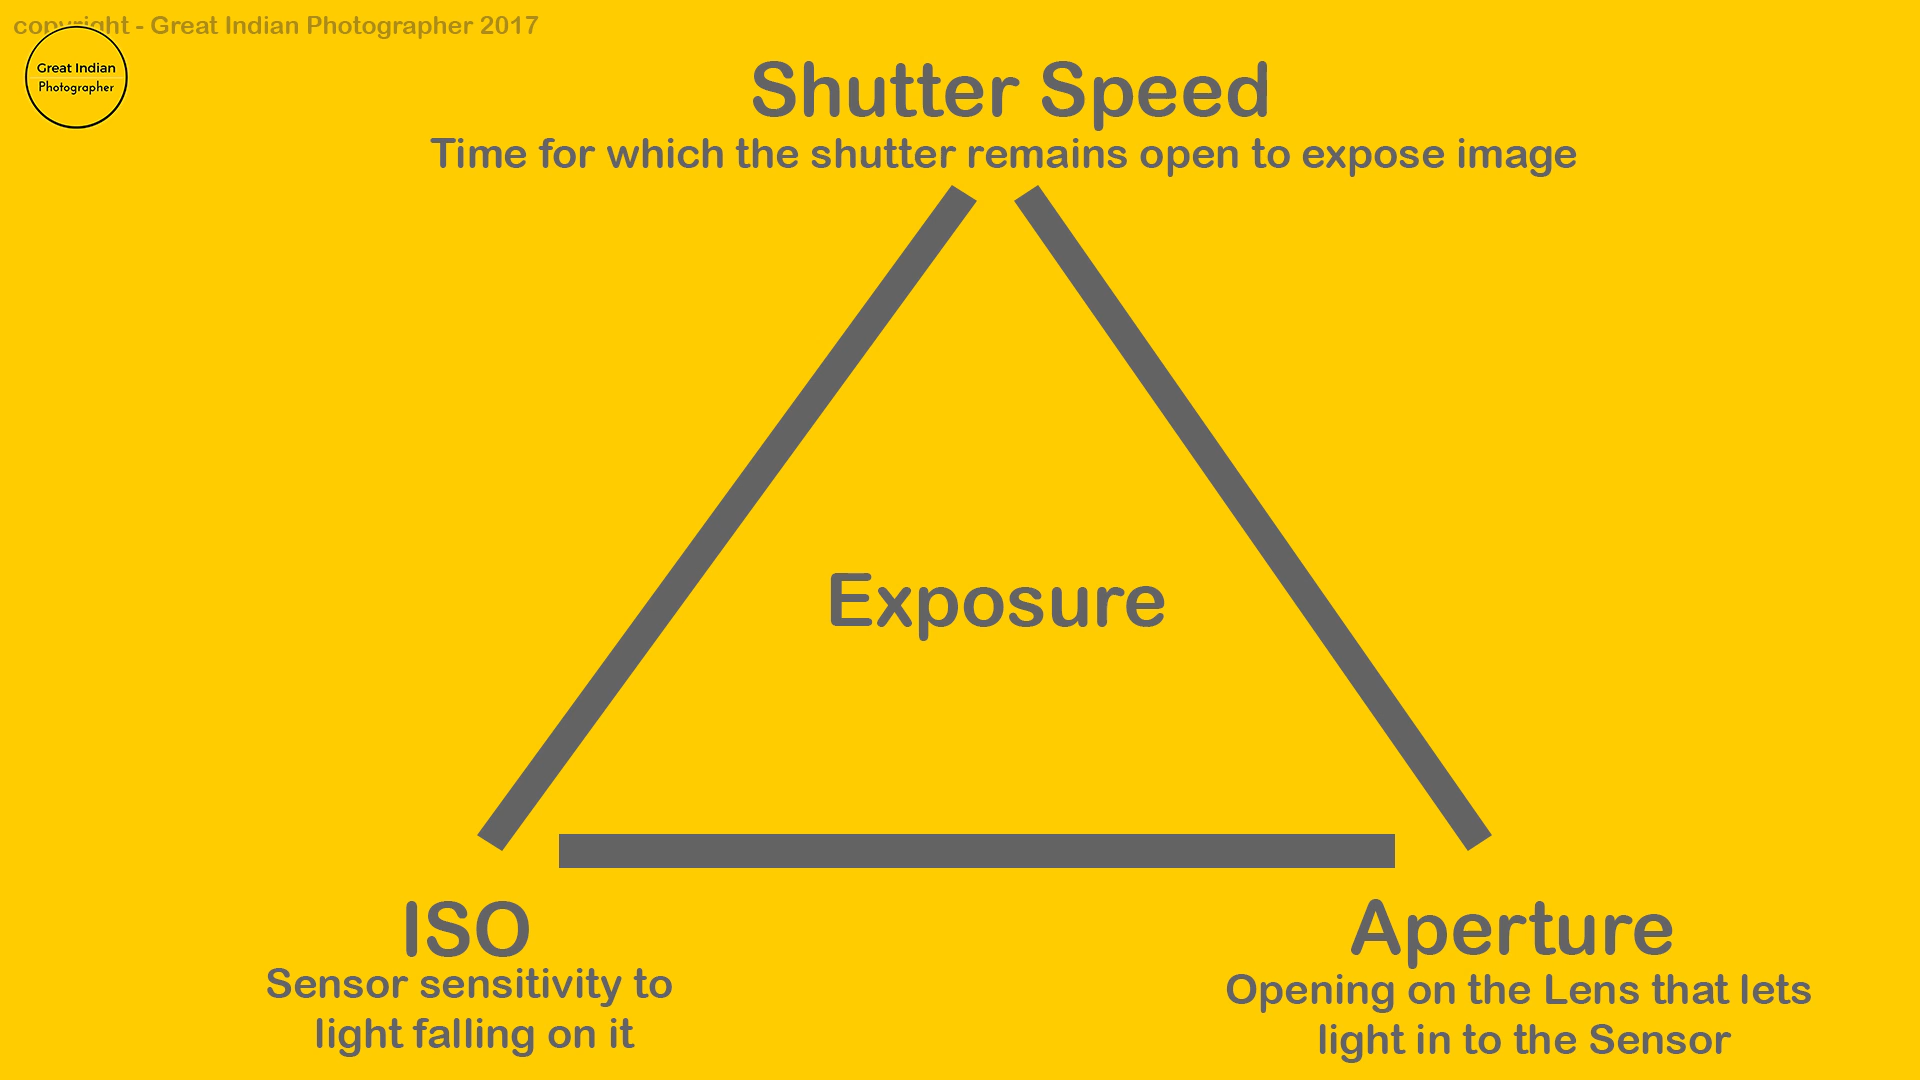 copyright - Great Indian Photographer 2017
Great Indian
Photographer
Shutter Speed
Time for which the shutter remains open to expose image
Exposure
ISO
Sensor sensitivity to
light falling on it
Aperture
Opening on the Lens that lets
light in to the Sensor